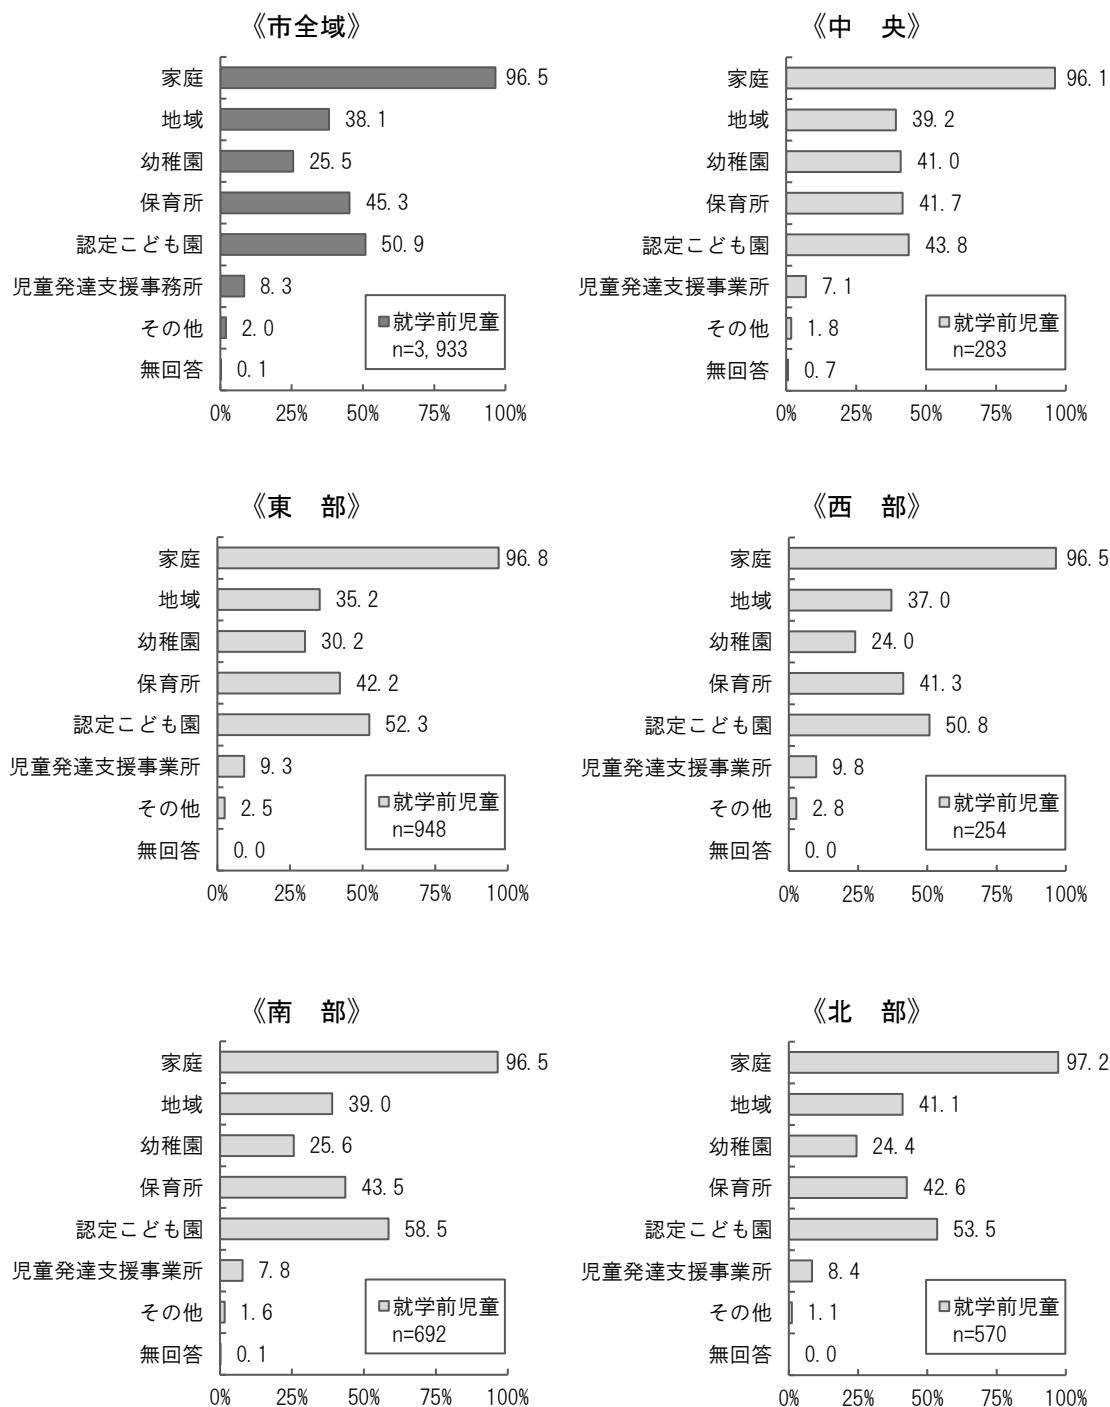 《市全域》
家庭 96.5
地域 38.1
幼稚園 25.5
保育所 45.3
認定こども園 50.9
児童発達支援事務所 8.3
その他 2.0
無回答 0.1
就学前児童
n=3,933
0% 25% 50% 75% 100%
《中　央》
家庭 96.1
地域 39.2
幼稚園 41.0
保育所 41.7
認定こども園 43.8
児童発達支援事業所 7.1
その他 1.8
無回答 0.7
就学前児童
n=283
0% 25% 50% 75% 100%
《東　部》
家庭 96.8
地域 35.2
幼稚園 30.2
保育所 42.2
認定こども園 52.3
児童発達支援事業所 9.3
その他 2.5
無回答 0.0
就学前児童
n=948
0% 25% 50% 75% 100%
《西　部》
家庭 96.5
地域 37.0
幼稚園 24.0
保育所 41.3
認定こども園 50.8
児童発達支援事業所 9.8
その他 2.8
無回答 0.0
就学前児童
n=254
0% 25% 50% 75% 100%
《南　部》
家庭 96.5
地域 39.0
幼稚園 25.6
保育所 43.5
認定こども園 58.5
児童発達支援事業所 7.8
その他 1.6
無回答 0.1
就学前児童
n=692
0% 25% 50% 75% 100%
《北　部》
家庭 97.2
地域 41.1
幼稚園 24.4
保育所 42.6
認定こども園 53.5
児童発達支援事業所 8.4
その他 1.1
無回答 0.0
就学前児童
n=570
0% 25% 50% 75% 100%